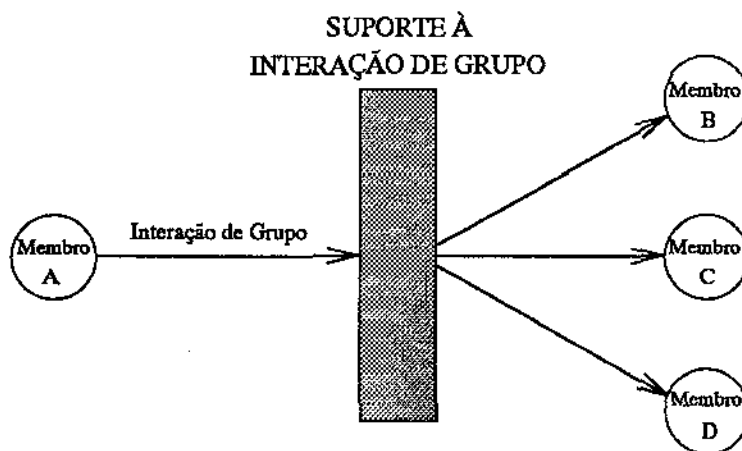 SUPORTE À
INTERAÇÃO DE GRUPO
Membro
B
Interação de Grupo
Membro
A
Membro
C
Membro
D